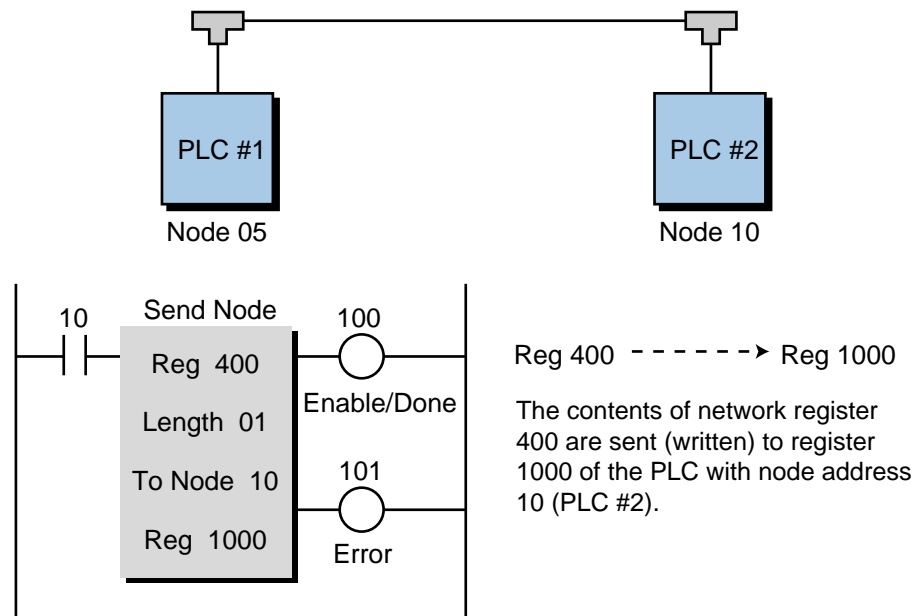 PLC #1
PLC #2
Node 05
Node 10
10
Send Node
100
Reg 400
Enable/Done
Length 01
To Node 10
101
Reg 1000
Error
Reg 400
Reg 1000
The contents of network register
400 are sent (written) to register
1000 of the PLC with node address
10 (PLC #2).